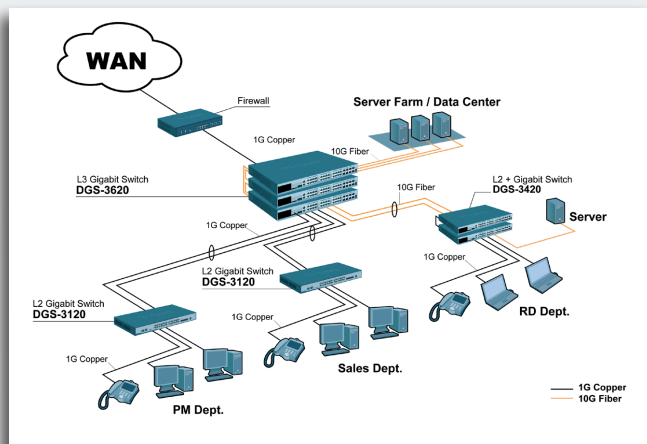 WAN
Firewall
Server Farm / Data Center
1G Copper
10G Fiber
L3 Gigabit Switch
DGS-3620
10G Fiber
L2 + Gigabit Switch
DGS-3420
Server
1G Copper
1G Copper
L2 Gigabit Switch
DGS-3120
L2 Gigabit Switch
DGS-3120
RD Dept.
1G Copper
1G Copper
Sales Dept.
PM Dept.
1G Copper
10G Fiber